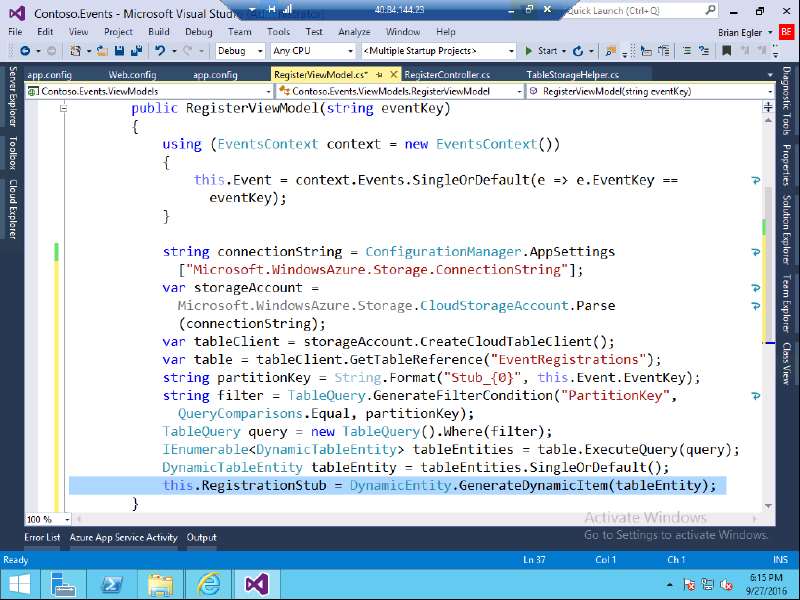 Contoso.Events - Microsoft Visual Stu
40.84.144.23
Quick Launch (Ctrl+Q)
File Edit View Project Build Debug Team Tools Test Analyze Window Help
Brian Egler BE
Debug Any CPU <Multiple Startup Projects> Start
app.config Web.config app.config RegisterViewModel.cs* RegisterController.cs TableStorageHelper.cs
Contoso.Events.ViewModels Contoso.Events.ViewModels.RegisterViewModel RegisterViewModel(string eventKey)
Server Explorer
Toolbox
Cloud Explorer
public RegisterViewModel(string eventKey)
{
using (EventsContext context = new EventsContext())
{
this.Event = context.Events.SingleOrDefault(e => e.EventKey ==
eventKey);
}
string connectionString = ConfigurationManager.AppSettings
["Microsoft.WindowsAzure.Storage.ConnectionString"];
var storageAccount =
Microsoft.WindowsAzure.Storage.CloudStorageAccount.Parse
(connectionString);
var tableClient = storageAccount.CreateCloudTableClient();
var table = tableClient.GetTableReference("EventRegistrations");
string partitionKey = String.Format("Stub_{0}", this.Event.EventKey);
string filter = TableQuery.GenerateFilterCondition("PartitionKey",
QueryComparisons.Equal, partitionKey);
TableQuery query = new TableQuery().Where(filter);
IEnumerable<DynamicTableEntity> tableEntities = table.ExecuteQuery(query);
DynamicTableEntity tableEntity = tableEntities.SingleOrDefault();
this.RegistrationStub = DynamicEntity.GenerateDynamicItem(tableEntity);
}
Diagnostic Tools
Properties
Solution Explorer
Team Explorer
Class View
100 %
Activate Windows
Go to Settings to activate Windows.
Error List Azure App Service Activity Output
Ready Ln 37 Col 1 Ch 1 INS
6:15 PM
9/27/2016